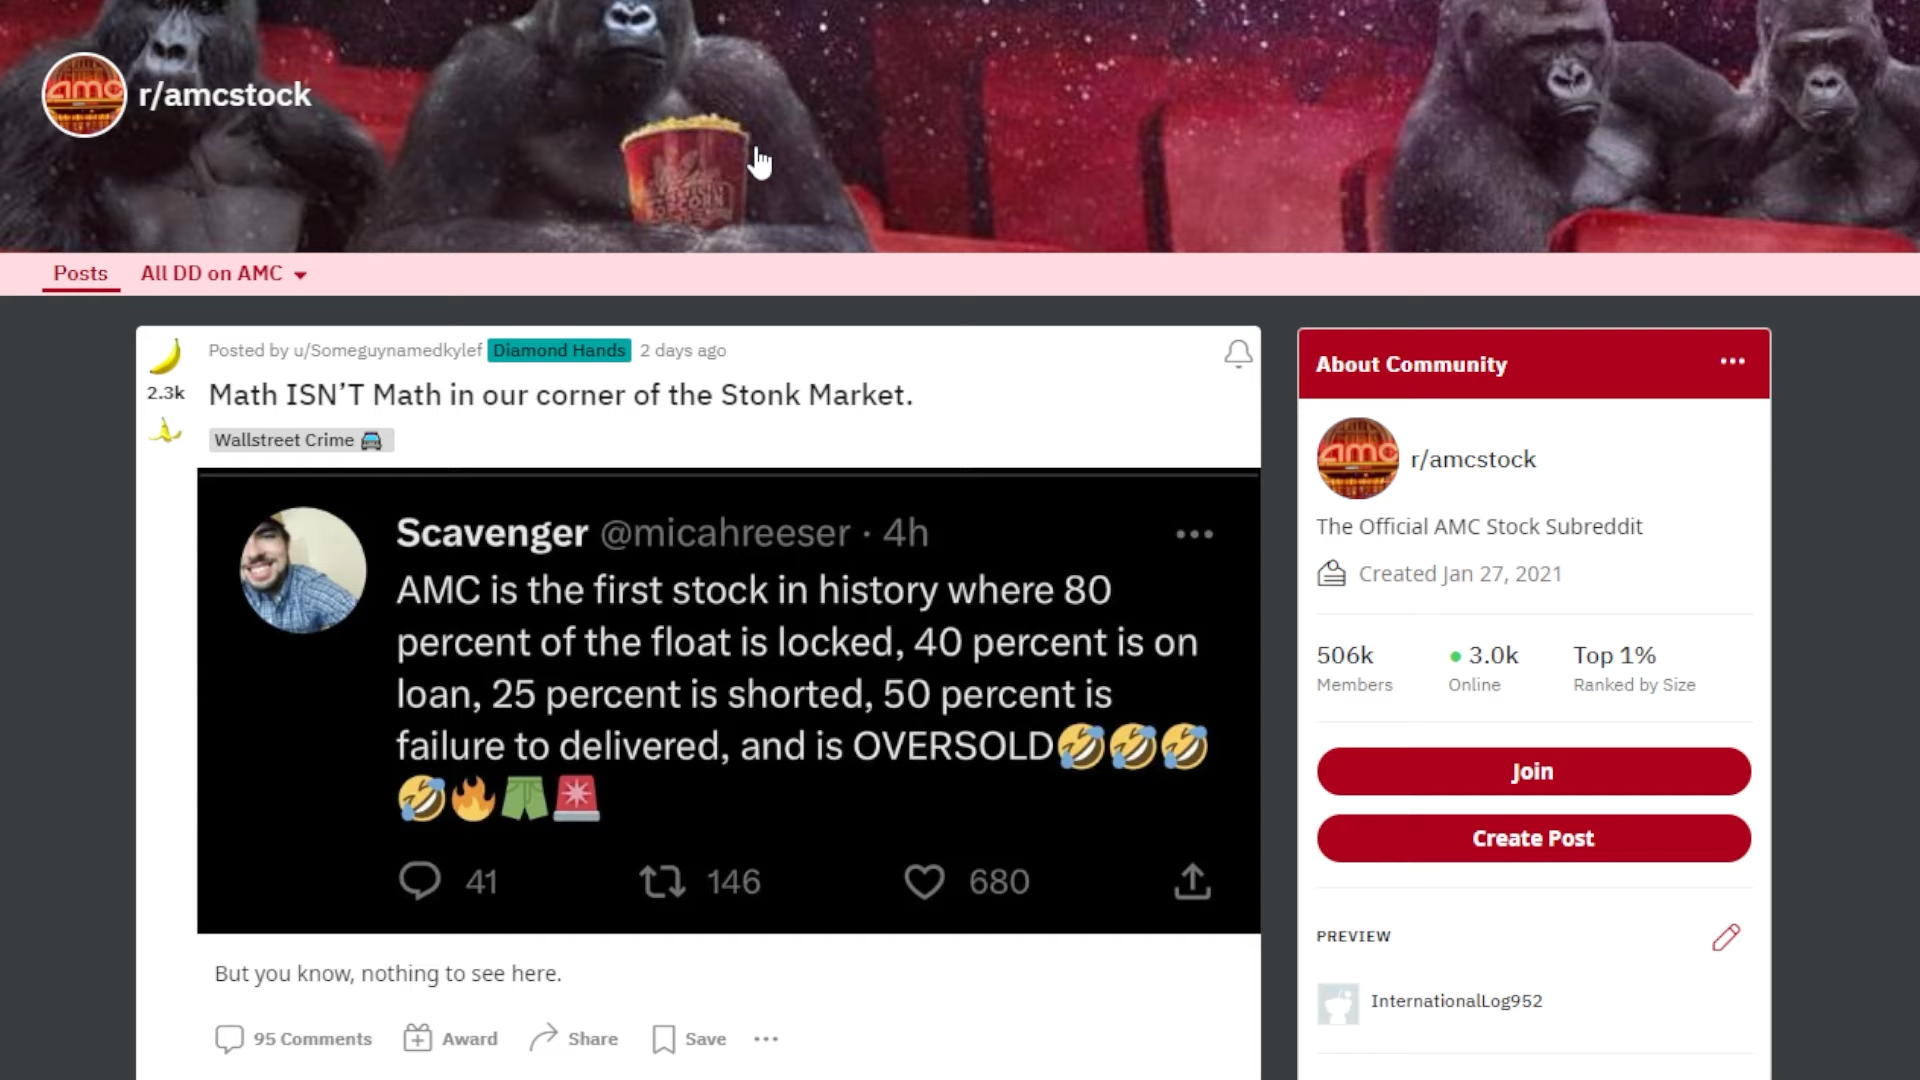 amc
r/amcstock
POPCORN
Posts
All DD on AMC
Posted by u/Someguynamedkylef Diamond Hands 2 days ago
2.3k
Math ISN’T Math in our corner of the Stonk Market.
Wallstreet Crime 🚘
Scavenger @micahreeser · 4h
AMC is the first stock in history where 80
percent of the float is locked, 40 percent is on
loan, 25 percent is shorted, 50 percent is
failure to delivered, and is OVERSOLD🤣🤣🤣
🤣🔥🩳🚨
41
146
680
But you know, nothing to see here.
95 Comments
Award
Share
Save
About Community
amc
r/amcstock
The Official AMC Stock Subreddit
Created Jan 27, 2021
506k
3.0k
Top 1%
Members
Online
Ranked by Size
Join
Create Post
PREVIEW
InternationalLog952